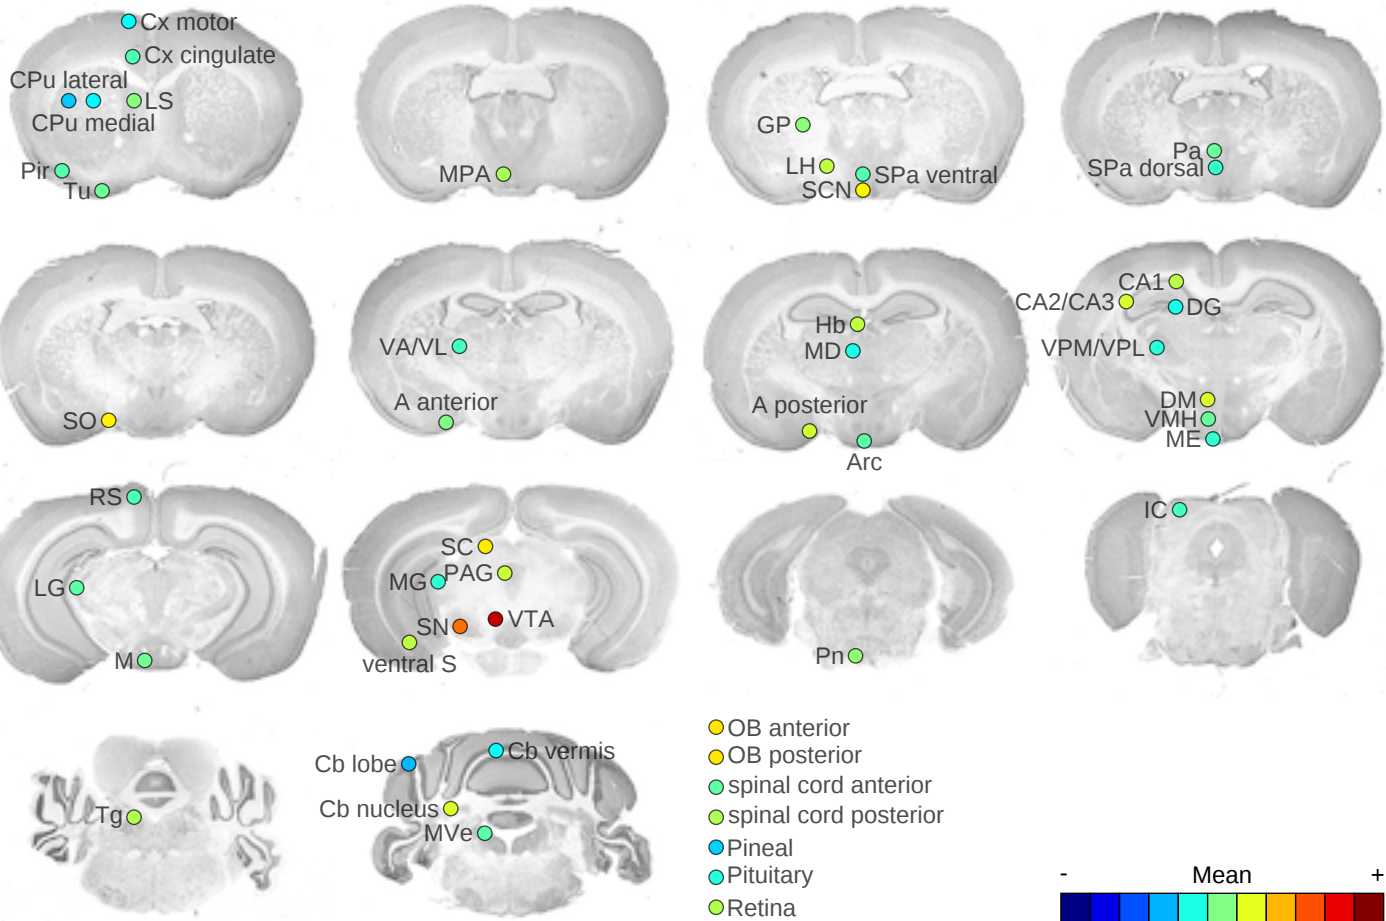 Cx motor
Cx cingulate
CPu lateral
LS
CPu medial
Pir
Tu
MPA
GP
LH
SPa ventral
SCN
Pa
SPa dorsal
SO
VA/VL
A anterior
Hb
MD
A posterior
Arc
CA1
CA2/CA3
DG
VPM/VPL
DM
VMH
ME
RS
LG
M
SC
MG
PAG
SN
VTA
ventral S
Pn
IC
Tg
Cb lobe
Cb vermis
Cb nucleus
MVe
OB anterior
OB posterior
spinal cord anterior
spinal cord posterior
Pineal
Pituitary
Retina
- Mean +